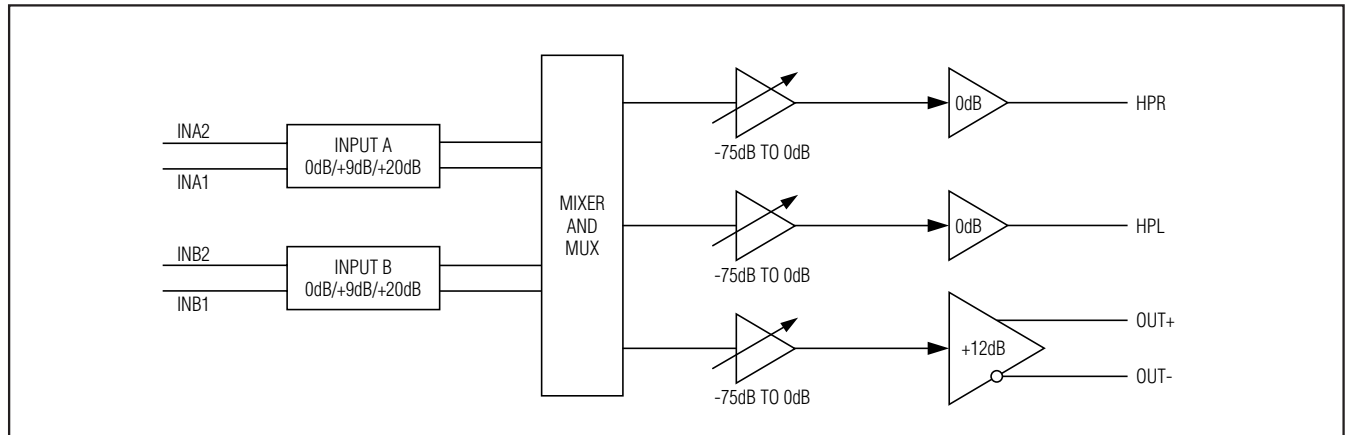 INA2
INA1
INPUT A
0dB/+9dB/+20dB
INB2
INB1
INPUT B
0dB/+9dB/+20dB
MIXER
AND
MUX
-75dB TO 0dB
0dB
HPR
-75dB TO 0dB
0dB
HPL
-75dB TO 0dB
+12dB
OUT+
OUT-